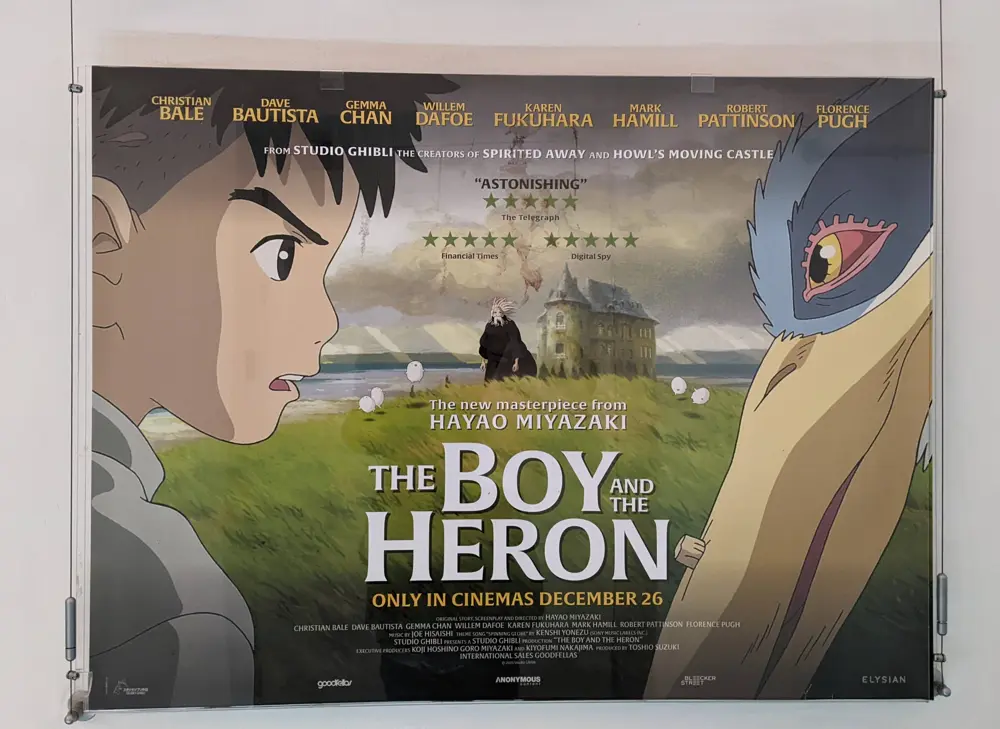 CHRISTIAN BALE DAVE BAUTISTA GEMMA CHAN WILLEM DAFOE KAREN FUKUHARA MARK HAMILL ROBERT PATTINSON FLORENCE PUGH
FROM STUDIO GHIBLI THE CREATORS OF SPIRITED AWAY AND HOWL'S MOVING CASTLE
"ASTONISHING"
★★★★★
The Telegraph
★★★★★ ★★★★★
Financial Times Digital Spy
The new masterpiece from
HAYAO MIYAZAKI
THE BOY AND THE
HERON
ONLY IN CINEMAS DECEMBER 26
ORIGINAL STORY, SCREENPLAY AND DIRECTED BY HAYAO MIYAZAKI
CHRISTIAN BALE DAVE BAUTISTA GEMMA CHAN WILLEM DAFOE KAREN FUKUHARA MARK HAMILL ROBERT PATTINSON FLORENCE PUGH
MUSIC BY JOE HISAISHI THEME SONG "SPINNING GLOBE" BY KENSHI YONEZU (SONY MUSIC LABELS INC.)
STUDIO GHIBLI PRESENTS A STUDIO GHIBLI PRODUCTION "THE BOY AND THE HERON"
EXECUTIVE PRODUCERS KOJI HOSHINO GORO MIYAZAKI AND KIYOFUMI NAKAJIMA PRODUCED BY TOSHIO SUZUKI
INTERNATIONAL SALES GOODFELLAS
goodfellas ANONYMOUS CONTENT BLEECKER STREET ELYSIAN